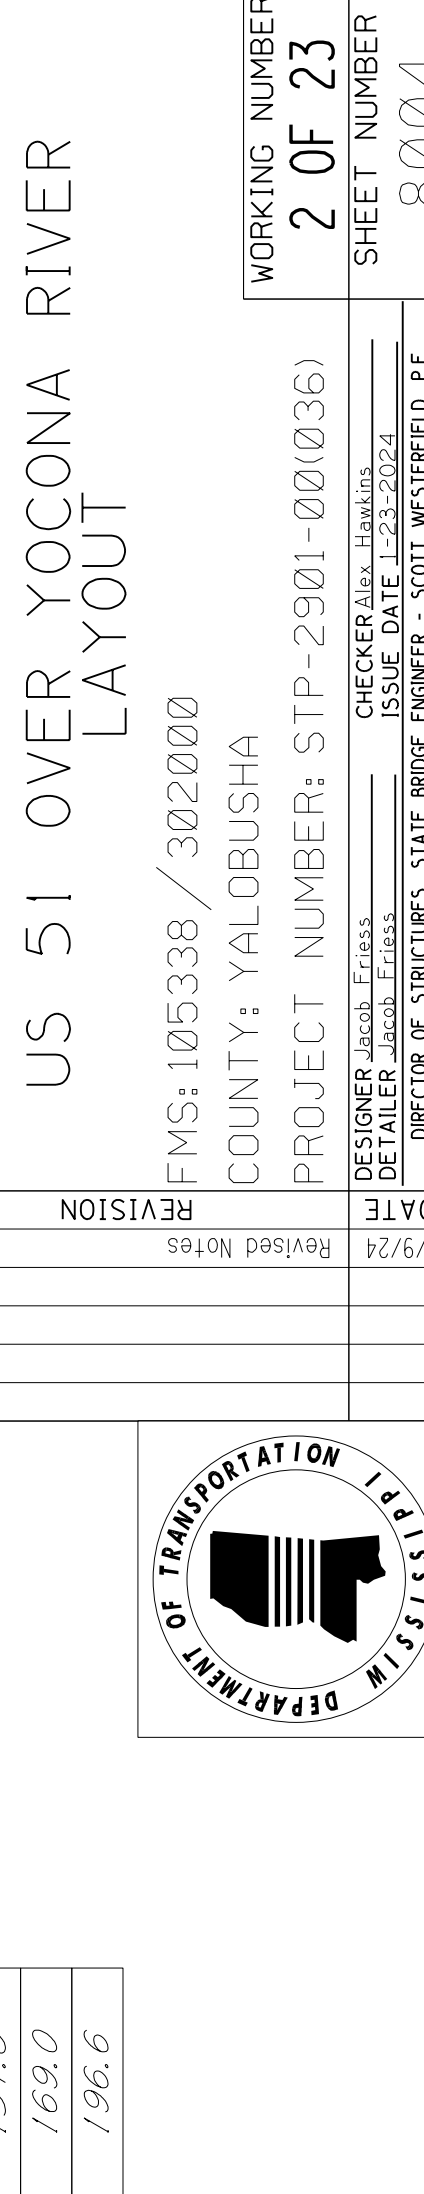 US 51 OVER YOCONA RIVER
LAYOUT
FMS: 105338 / 302000
COUNTY: YALOBUSHA
PROJECT NUMBER: STP-2901-00(036)
WORKING NUMBER
2 OF 23
SHEET NUMBER
DESIGNER Jacob Friess
CHECKER Alex Hawkins
DETAILER Jacob Friess
ISSUE DATE 1-23-2024
DIRECTOR OF STRUCTURES, STATE BRIDGE ENGINEER - SCOTT WESTERFIELD, P.E.
REVISION
DATE
Revised Notes
/9/24
MISSISSIPPI
DEPARTMENT OF TRANSPORTATION
169.0
196.6